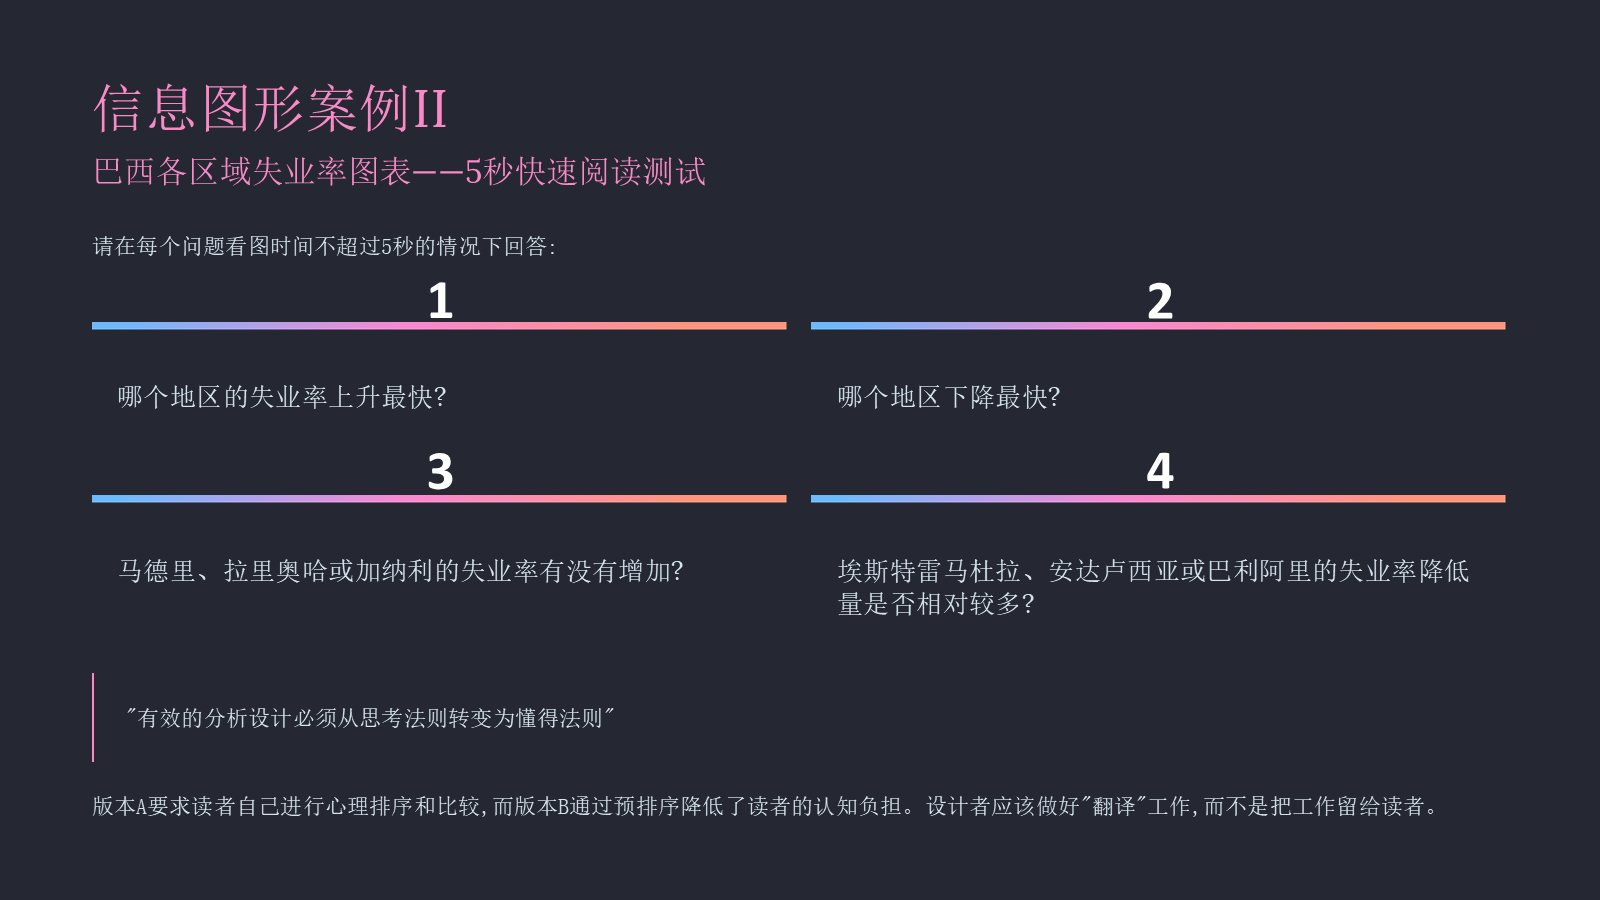 信息图形案例II
巴西各区域失业率图表——5秒快速阅读测试
请在每个问题看图时间不超过5秒的情况下回答:
1
哪个地区的失业率上升最快?
2
哪个地区下降最快?
3
马德里、拉里奥哈或加纳利的失业率有没有增加?
4
埃斯特雷马杜拉、安达卢西亚或巴利阿里的失业率降低
量是否相对较多?
"有效的分析设计必须从思考法则转变为懂得法则"
版本A要求读者自己进行心理排序和比较,而版本B通过预排序降低了读者的认知负担。设计者应该做好"翻译"工作,而不是把工作留给读者。